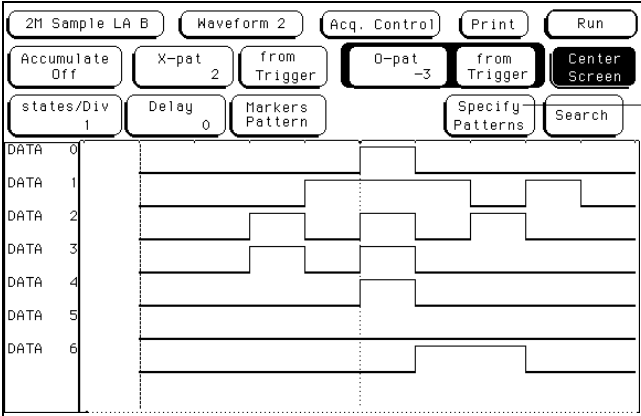 2M Sample LA B Waveform 2 Acq. Control Print Run
Accumulate X-pat from O-pat from Center
Off 2 Trigger -3 Trigger Screen
states/Div Delay Markers Specify Search
1 0 Pattern Patterns
DATA 0
DATA 1
DATA 2
DATA 3
DATA 4
DATA 5
DATA 6